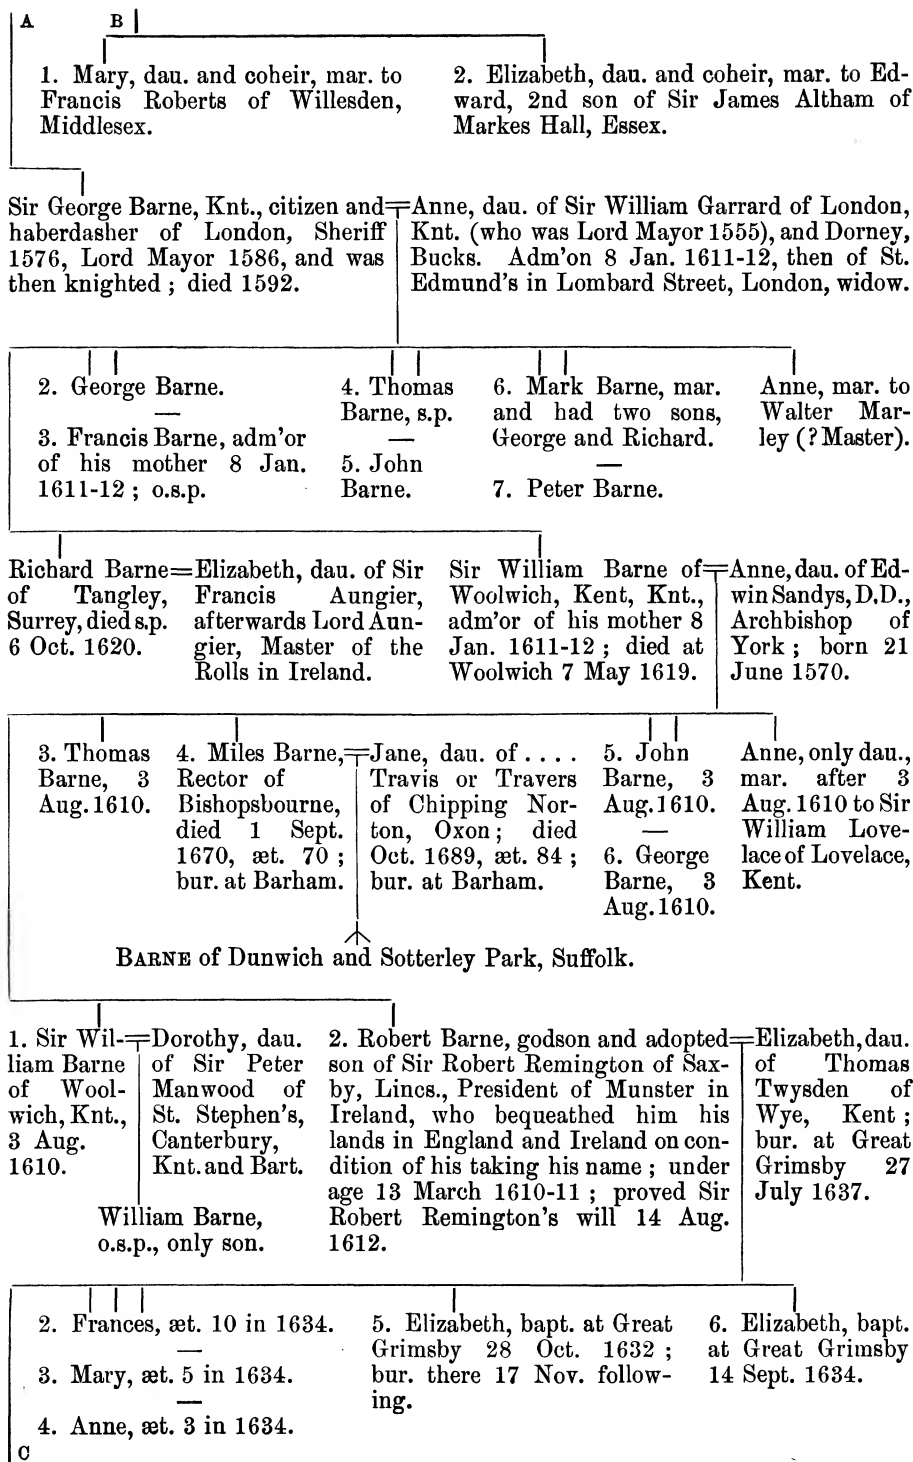 A
B
1. Mary, dau. and coheir, mar. to
Francis Roberts of Willesden,
Middlesex.
2. Elizabeth, dau. and coheir, mar. to Ed-
ward, 2nd son of Sir James Altham of
Markes Hall, Essex.
Sir George Barne, Knt., citizen and
haberdasher of London, Sheriff
1576, Lord Mayor 1586, and was
then knighted ; died 1592.
Anne, dau. of Sir William Garrard of London,
Knt. (who was Lord Mayor 1555), and Dorney,
Bucks. Adm'on 8 Jan. 1611-12, then of St.
Edmund's in Lombard Street, London, widow.
2. George Barne.
3. Francis Barne, adm'or
of his mother 8 Jan.
1611-12 ; o.s.p.
4. Thomas
Barne, s.p.
5. John
Barne.
6. Mark Barne, mar.
and had two sons,
George and Richard.
7. Peter Barne.
Anne, mar. to
Walter Mar-
ley (? Master).
Richard Barne
of Tangley,
Surrey, died s.p.
6 Oct. 1620.
Elizabeth, dau. of Sir
Francis Aungier,
afterwards Lord Aun-
gier, Master of the
Rolls in Ireland.
Sir William Barne of
Woolwich, Kent, Knt.,
adm'or of his mother 8
Jan. 1611-12 ; died at
Woolwich 7 May 1619.
Anne, dau. of Ed-
win Sandys, D.D.,
Archbishop of
York ; born 21
June 1570.
3. Thomas
Barne, 3
Aug. 1610.
4. Miles Barne,
Rector of
Bishopsbourne,
died 1 Sept.
1670, æt. 70 ;
bur. at Barham.
Jane, dau. of . . . .
Travis or Travers
of Chipping Nor-
ton, Oxon ; died
Oct. 1689, æt. 84 ;
bur. at Barham.
5. John
Barne, 3
Aug. 1610.
6. George
Barne, 3
Aug. 1610.
Anne, only dau.,
mar. after 3
Aug. 1610 to Sir
William Love-
lace of Lovelace,
Kent.
BARNE of Dunwich and Sotterley Park, Suffolk.
1. Sir Wil-
liam Barne
of Wool-
wich, Knt.,
3 Aug.
1610.
Dorothy, dau.
of Sir Peter
Manwood of
St. Stephen's,
Canterbury,
Knt. and Bart.
William Barne,
o.s.p., only son.
2. Robert Barne, godson and adopted
son of Sir Robert Remington of Sax-
by, Lincs., President of Munster in
Ireland, who bequeathed him his
lands in England and Ireland on con-
dition of his taking his name ; under
age 13 March 1610-11 ; proved Sir
Robert Remington's will 14 Aug.
1612.
Elizabeth, dau.
of Thomas
Twysden of
Wye, Kent ;
bur. at Great
Grimsby 27
July 1637.
2. Frances, æt. 10 in 1634.
3. Mary, æt. 5 in 1634.
4. Anne, æt. 3 in 1634.
5. Elizabeth, bapt. at Great
Grimsby 28 Oct. 1632 ;
bur. there 17 Nov. follow-
ing.
6. Elizabeth, bapt.
at Great Grimsby
14 Sept. 1634.
C